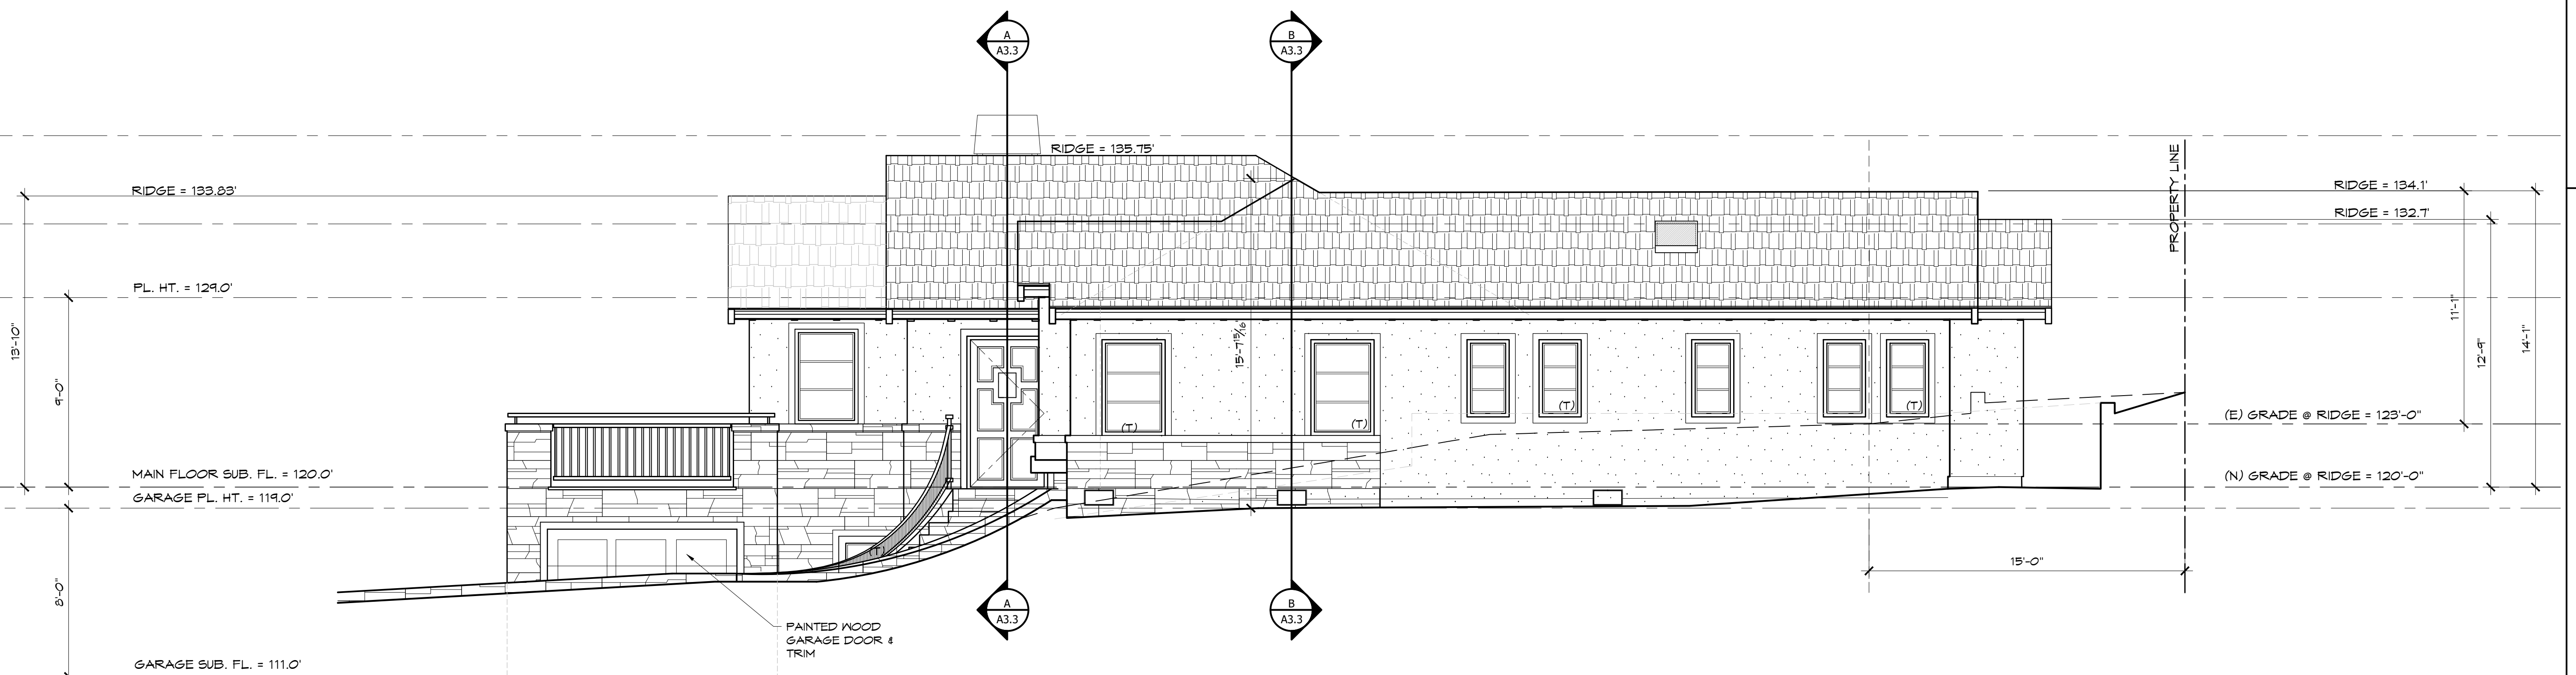 A
A3.3
B
A3.3
RIDGE = 135.75'
PROPERTY LINE
RIDGE = 133.83'
RIDGE = 134.1'
RIDGE = 132.7'
PL. HT. = 129.0'
13'-10"
9'-0"
15'-7 15/16"
11'-1"
12'-9"
14'-1"
(T)
(T)
(T)
(T)
(E) GRADE @ RIDGE = 123'-0"
MAIN FLOOR SUB. FL. = 120.0'
(N) GRADE @ RIDGE = 120'-0"
GARAGE PL. HT. = 119.0'
(T)
15'-0"
8'-0"
A
A3.3
B
A3.3
PAINTED WOOD
GARAGE DOOR &
TRIM
GARAGE SUB. FL. = 111.0'